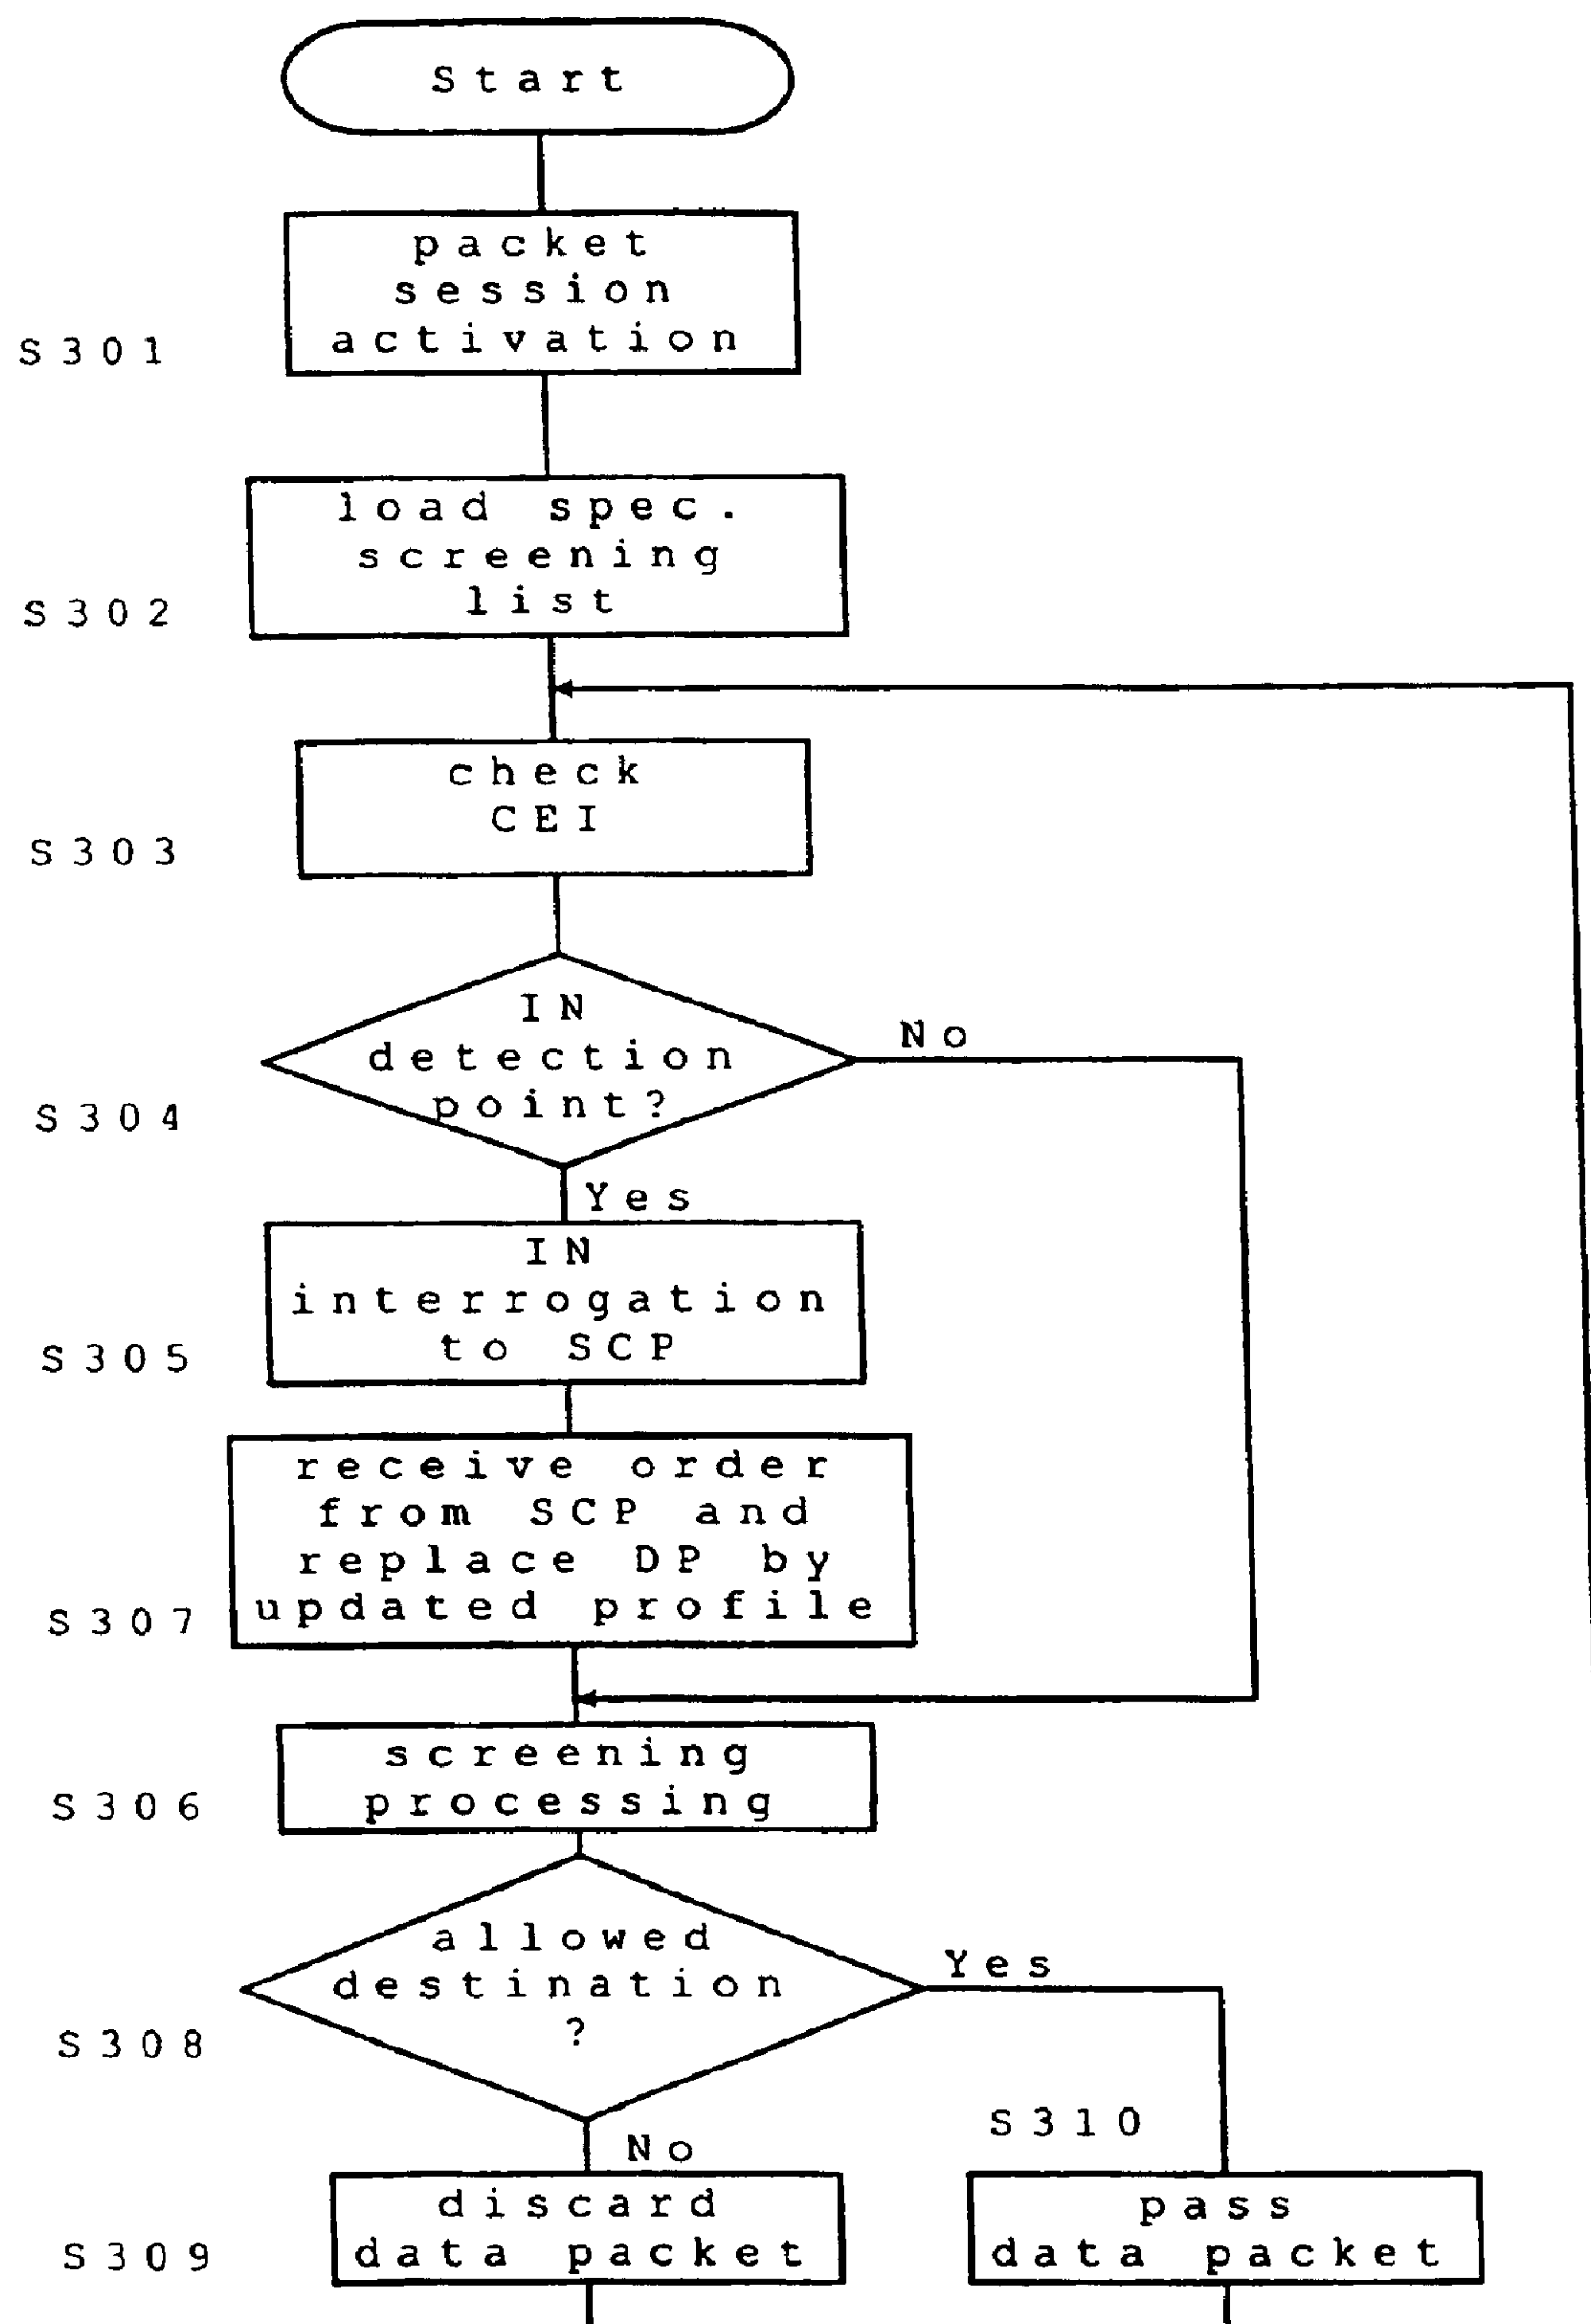 Start
packet
session
activation
S301
load spec.
screening
list
S302
check
CEI
S303
IN
detection
point?
No
S304
Yes
IN
interrogation
to SCP
S305
receive order
from SCP and
replace DP by
updated profile
S307
screening
processing
S306
allowed
destination
?
Yes
S308
No
S310
discard
data packet
S309
pass
data packet